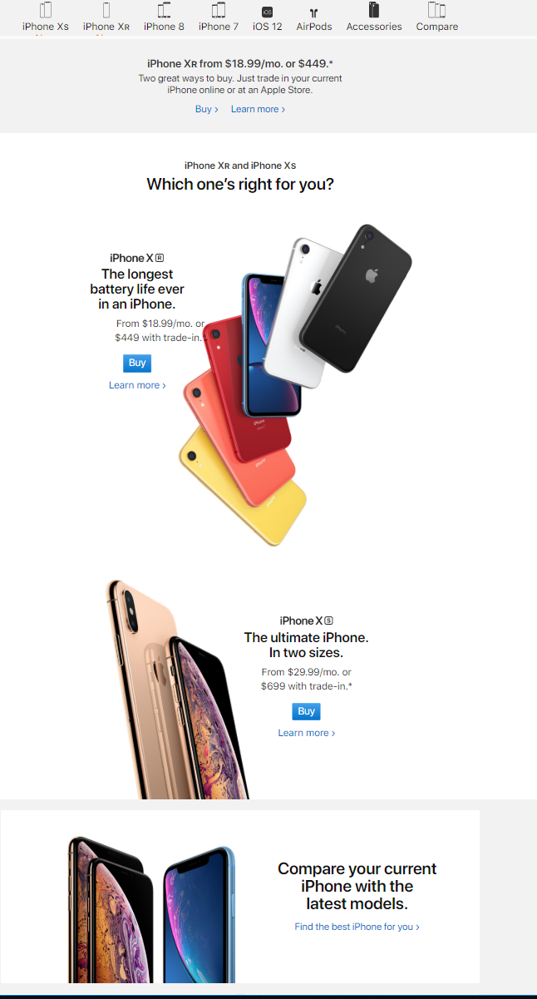 iPhone Xs iPhone XR iPhone 8 iPhone 7 iOS 12 AirPods Accessories Compare
iPhone XR from $18.99/mo. or $449.*
Two great ways to buy. Just trade in your current
iPhone online or at an Apple Store.
Buy > Learn more >
iPhone XR and iPhone Xs
Which one’s right for you?
iPhone X R
The longest
battery life ever
in an iPhone.
From $18.99/mo. or
$449 with trade-in.
Buy
Learn more >
iPhone
iPhone
iPhone X S
The ultimate iPhone.
In two sizes.
From $29.99/mo. or
$699 with trade-in.*
Buy
Learn more >
Compare your current
iPhone with the
latest models.
Find the best iPhone for you >